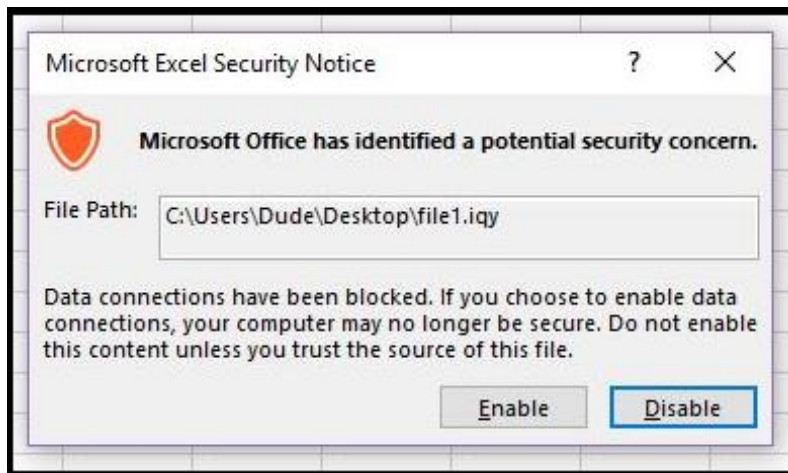 Microsoft Excel Security Notice ?
Microsoft Office has identified a potential security concern.
File Path: C:\Users\Dude\Desktop\file1.iqy
Data connections have been blocked. If you choose to enable data
connections, your computer may no longer be secure. Do not enable
this content unless you trust the source of this file.
Enable Disable